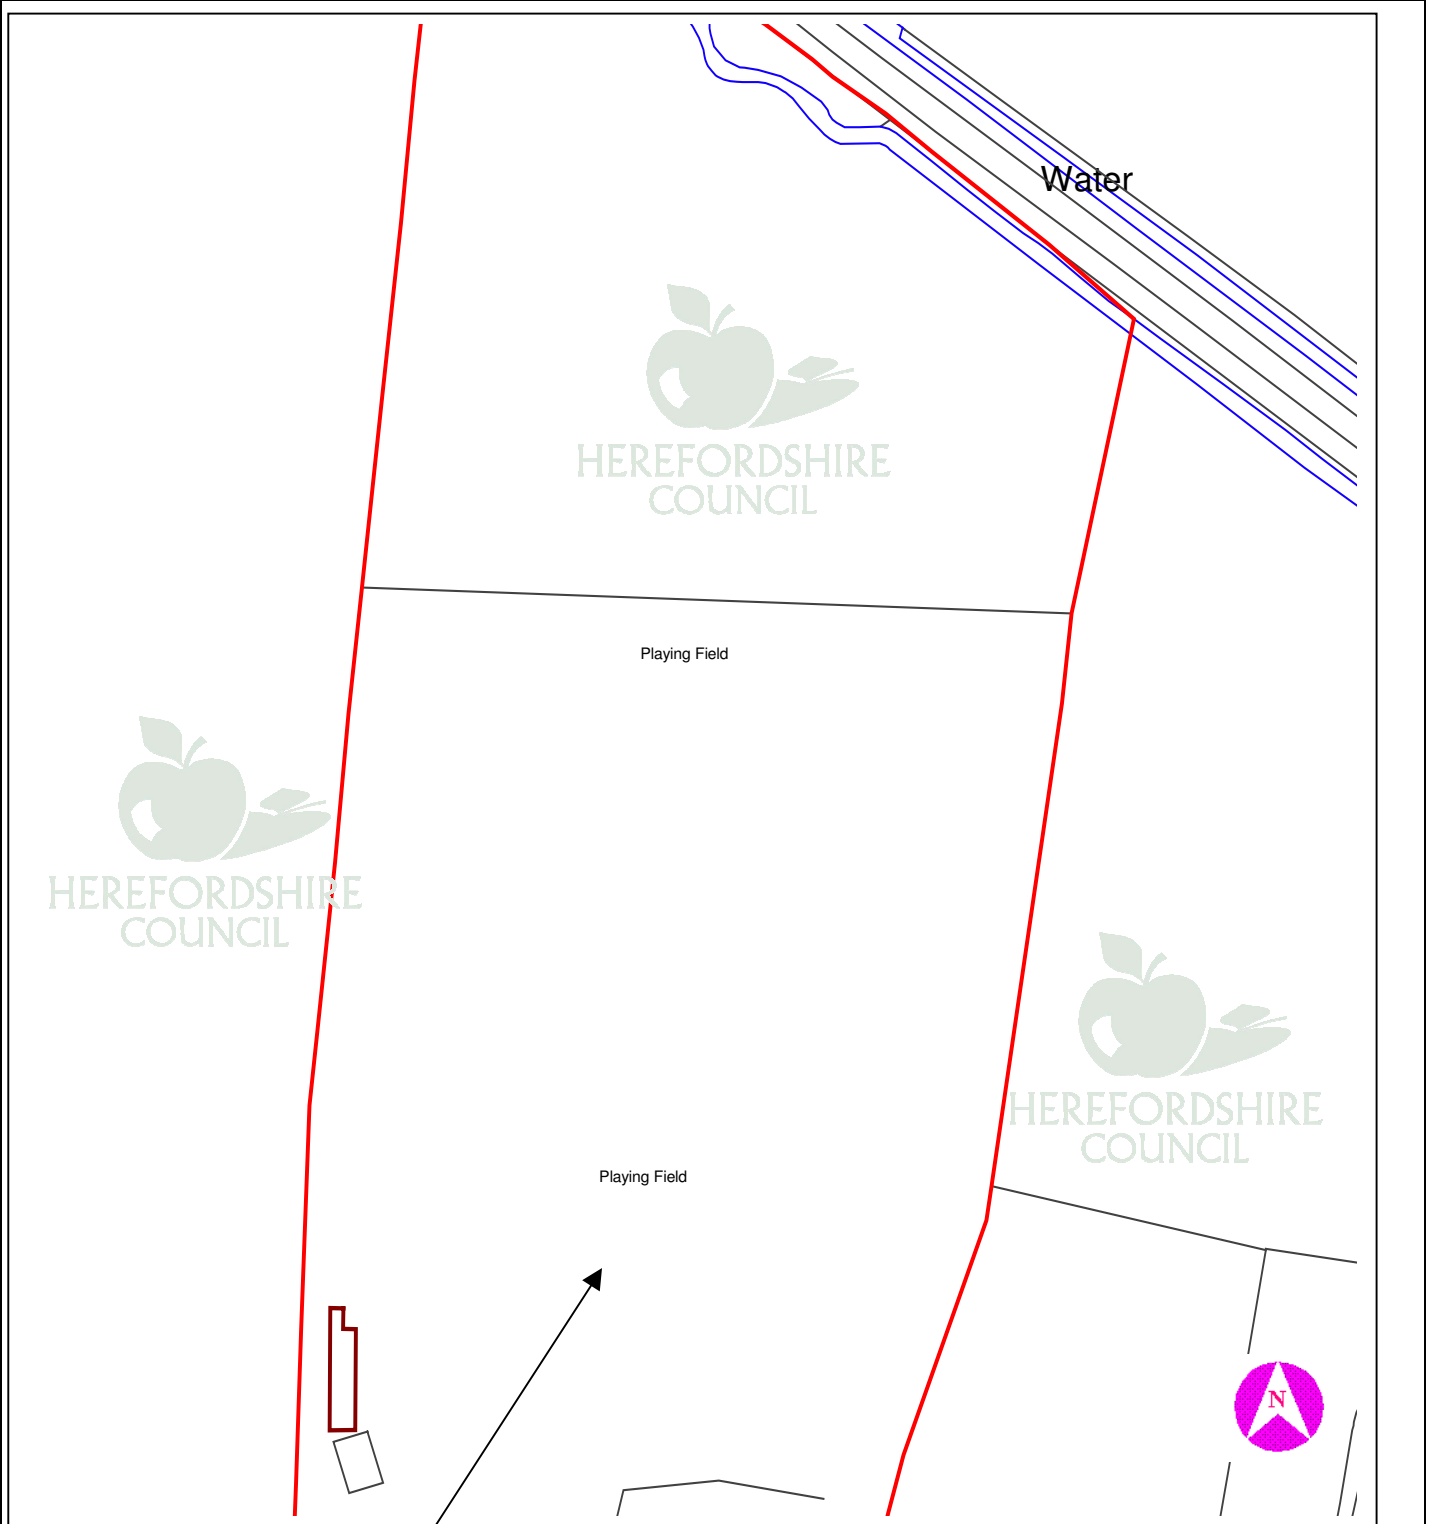 Water
HEREFORDSHIRE
COUNCIL
Playing Field
HEREFORDSHIRE
COUNCIL
HEREFORDSHIRE
COUNCIL
Playing Field
N